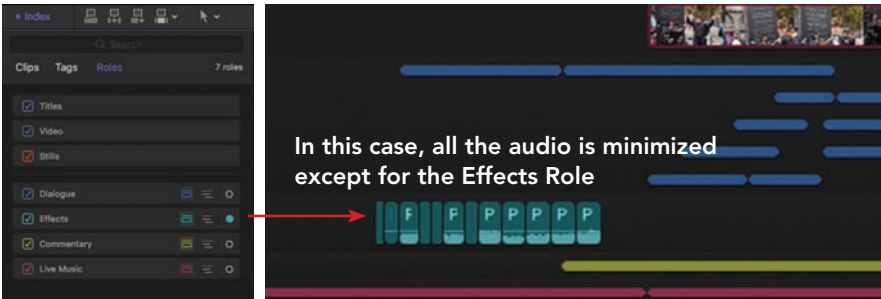 + Index
Search
Clips Tags Roles 7 roles
Titles
Video
Stills
Dialogue
Effects
Commentary
Live Music
In this case, all the audio is minimized
except for the Effects Role
F P P P P P P